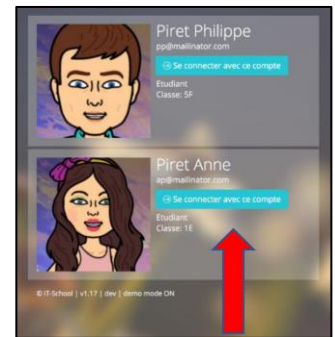 Piret Philippe
pp@mailinator.com
Se connecter avec ce compte
Etudiant
Classe: 5F
Piret Anne
ap@mailinator.com
Se connecter avec ce compte
Etudiant
Classe: 1E
© IT-School | v1.17 | dev | demo mode ON